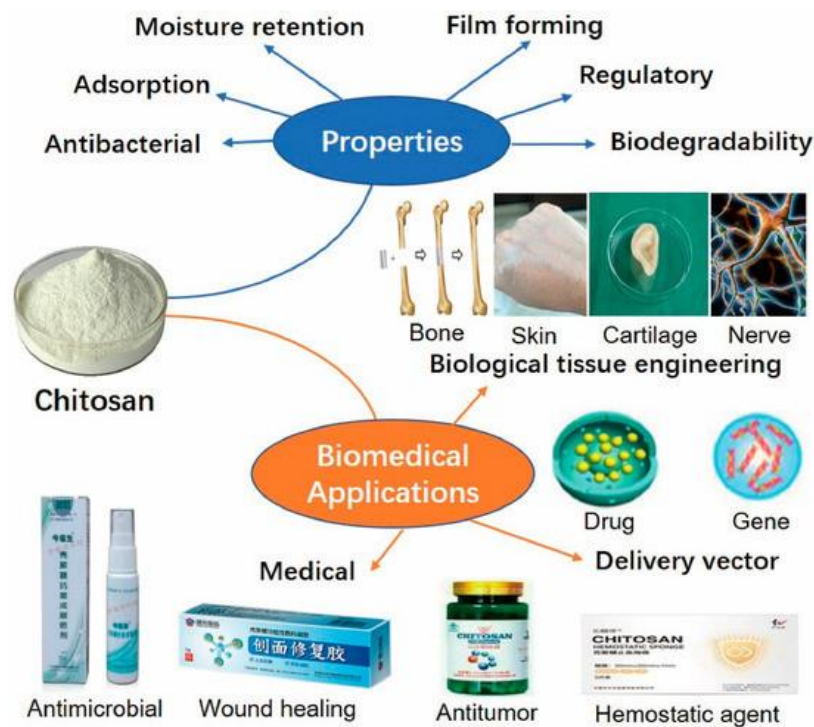 Moisture retention
Film forming
Adsorption
Regulatory
Antibacterial
Properties
Biodegradability
Bone
Skin
Cartilage
Nerve
Biological tissue engineering
Chitosan
Biomedical
Applications
Drug
Gene
Delivery vector
Medical
创面修复胶
CHITOSAN
CHITOSAN
HEMOSTATIC SPONGE
Antimicrobial
Wound healing
Antitumor
Hemostatic agent